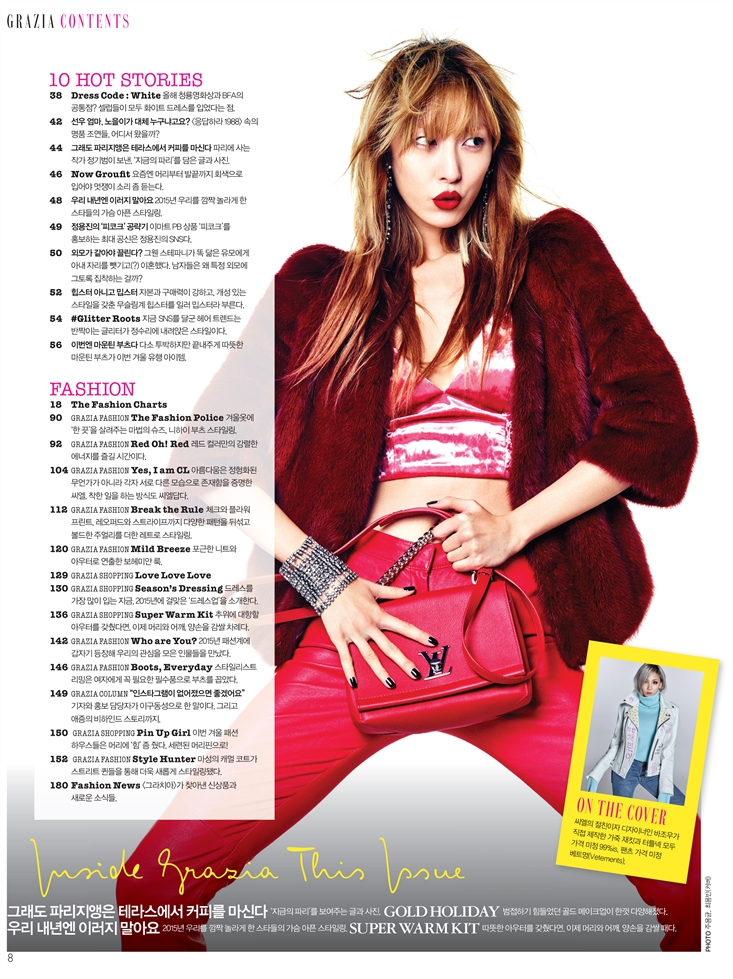 GRAZIA CONTENTS
10 HOT STORIES
38 Dress Code : White 올해 청룡영화상과 BFA의
공통점? 셀럽들이 모두 화이트 드레스를 입었다는 점.
42 선우 엄마, 노을이가 대체 누구냐고요? 〈응답하라 1988〉 속의
명품 조연들, 어디서 왔을까?
44 그래도 파리지앵은 테라스에서 커피를 마신다 파리에 사는
작가 정기범이 보낸, '지금의 파리'를 담은 글과 사진.
46 Now Groufit 요즘엔 머리부터 발끝까지 회색으로
입어야 멋쟁이 소리 좀 듣는다.
48 우리 내년엔 이러지 말아요 2015년 우리를 깜짝 놀라게 한
스타들의 가슴 아픈 스타일링.
49 정용진의 '피코크' 공략기 이마트 PB 상품 '피코크'를
홍보하는 최대 공신은 정용진의 SNS다.
50 외모가 같아야 끌린다? 그웬 스테파니가 똑 닮은 유모에게
아내 자리를 뺏기고(?) 이혼했다. 남자들은 왜 특정 외모에
그토록 집착하는 걸까?
52 힙스터 아니고 밉스터 자본과 구매력이 강하고, 개성 있는
스타일을 갖춘 무슬림계 힙스터를 일러 밉스터라 부른다.
54 #Glitter Roots 지금 SNS를 달군 헤어 트렌드는
반짝이는 글리터가 정수리에 내려앉은 스타일이다.
56 이번엔 마운틴 부츠다 다소 투박하지만 끝내주게 따뜻한
마운틴 부츠가 이번 겨울 유행 아이템.
FASHION
18 The Fashion Charts
90 GRAZIA FASHION The Fashion Police 겨울옷에
'한 끗'을 살려주는 마법의 슈즈, 니하이 부츠 스타일링.
92 GRAZIA FASHION Red Oh! Red 레드 컬러만의 강렬한
에너지를 즐길 시간이다.
104 GRAZIA FASHION Yes, I am CL 아름다움은 정형화된
무언가가 아니라 각자 서로 다른 모습으로 존재함을 증명한
씨엘. 착한 일을 하는 방식도 씨엘답다.
112 GRAZIA FASHION Break the Rule 체크와 플라워
프린트, 레오퍼드와 스트라이프까지 다양한 패턴을 뒤섞고
볼드한 주얼리를 더한 레트로 스타일링.
120 GRAZIA FASHION Mild Breeze 포근한 니트와
아우터로 연출한 보헤미안 룩.
129 GRAZIA SHOPPING Love Love Love
130 GRAZIA SHOPPING Season's Dressing 드레스를
가장 많이 입는 지금, 2015년에 걸맞은 '드레스업'을 소개한다.
136 GRAZIA SHOPPING Super Warm Kit 추위에 대항할
아우터를 갖췄다면, 이제 머리와 어깨, 양손을 감쌀 차례다.
142 GRAZIA FASHION Who are You? 2015년 패션계에
갑자기 등장해 우리의 관심을 모은 인물들을 만났다.
146 GRAZIA FASHION Boots, Everyday 스타일리스트
리밍은 여자에게 꼭 필요한 필수품으로 부츠를 꼽았다.
149 GRAZIA COLUMN "인스타그램이 없어졌으면 좋겠어요"
기자와 홍보 담당자가 이구동성으로 한 말이다. 그리고
애증의 비하인드 스토리까지.
150 GRAZIA SHOPPING Pin Up Girl 이번 겨울 패션
하우스들은 머리에 '힘' 좀 줬다. 세련된 머리핀으로!
152 GRAZIA FASHION Style Hunter 마성의 캐멀 코트가
스트리트 퀸들을 통해 더욱 새롭게 스타일링됐다.
180 Fashion News 〈그라치아〉가 찾아낸 신상품과
새로운 소식들.
ON THE COVER
씨엘의 절친이자 디자이너인 바조우가
직접 제작한 가죽 재킷과 터틀넥 모두
가격 미정 99%is, 팬츠 가격 미정
베트멍(Vetements).
Inside Grazia This Issue
그래도 파리지앵은 테라스에서 커피를 마신다 '지금의 파리'를 보여주는 글과 사진. GOLD HOLIDAY 범접하기 힘들었던 골드 메이크업이 한껏 다양해졌다.
우리 내년엔 이러지 말아요 2015년 우리를 깜짝 놀라게 한 스타들의 가슴 아픈 스타일링. SUPER WARM KIT 따뜻한 아우터를 갖췄다면, 이제 머리와 어깨, 양손을 감쌀 때다.
PHOTO 주용균, 최용빈(커버)
8